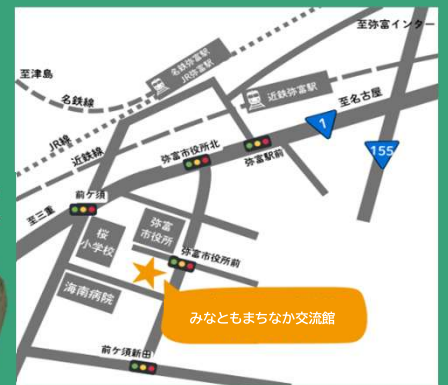 至弥富インター
名鉄弥富駅
JR弥富駅
至津島
名鉄線
近鉄弥富駅
至名古屋
1
155
JR線
近鉄線
弥富市役所北
弥富駅前
前ケ須
至三重
桜
小学校
弥富
市役所
弥富市役所前
海南病院
みなともまちなか交流館
前ケ須新田